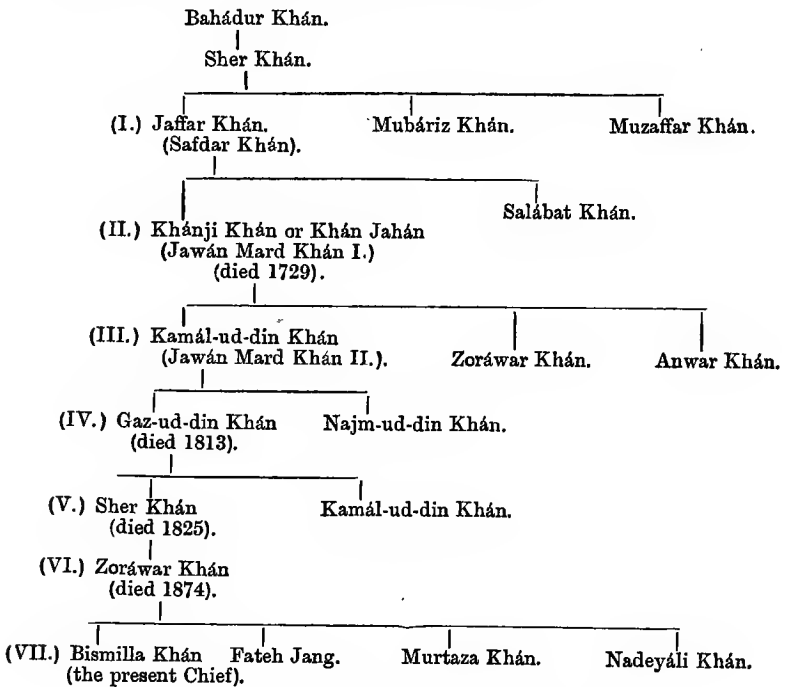 Bahádur Khán.
Sher Khán.
(I.) Jaffar Khán. Mubáriz Khán. Muzaffar Khán.
(Safdar Khán).
Salábat Khán.
(II.) Khánji Khán or Khán Jahán
(Jawán Mard Khán I.)
(died 1729).
(III.) Kamál-ud-din Khán
(Jawán Mard Khán II.). Zoráwar Khán. Anwar Khán.
(IV.) Gaz-ud-din Khán Najm-ud-din Khán.
(died 1813).
(V.) Sher Khán Kamál-ud-din Khán.
(died 1825).
(VI.) Zoráwar Khán
(died 1874).
(VII.) Bismilla Khán Fateh Jang. Murtaza Khán. Nadeyáli Khán.
(the present Chief).